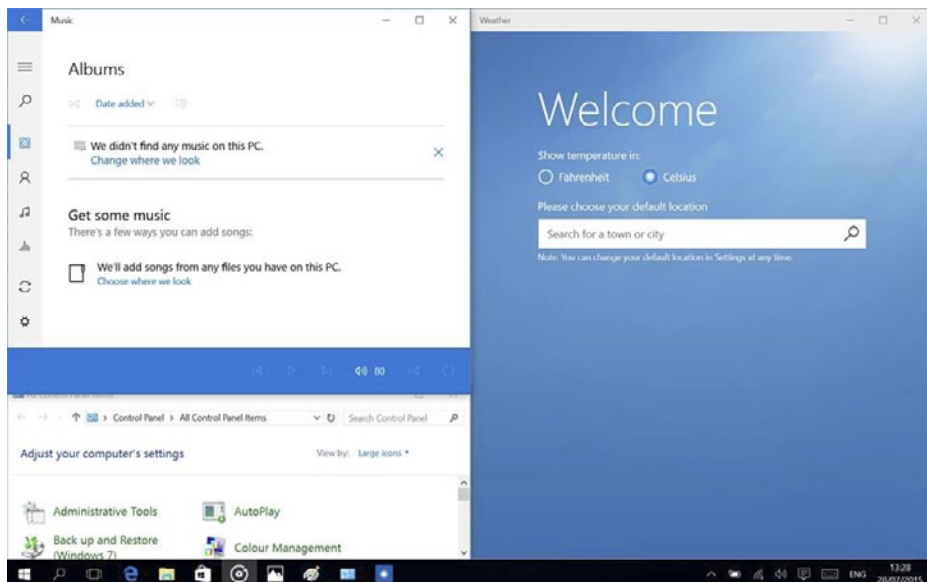 Music
Albums
Date added
We didn't find any music on this PC.
Change where we look
Get some music
There's a few ways you can add songs:
We'll add songs from any files you have on this PC.
Choose where we look
80
Control Panel
All Control Panel Items
Search Control Panel
Adjust your computer's settings
View by: Large icons
Administrative Tools
AutoPlay
Back up and Restore
(Windows 7)
Colour Management
Weather
Welcome
Show temperature in:
Fahrenheit
Celsius
Please choose your default location
Search for a town or city
Note: You can change your default location in Settings at any time.
ENG
13:28
28/07/2015